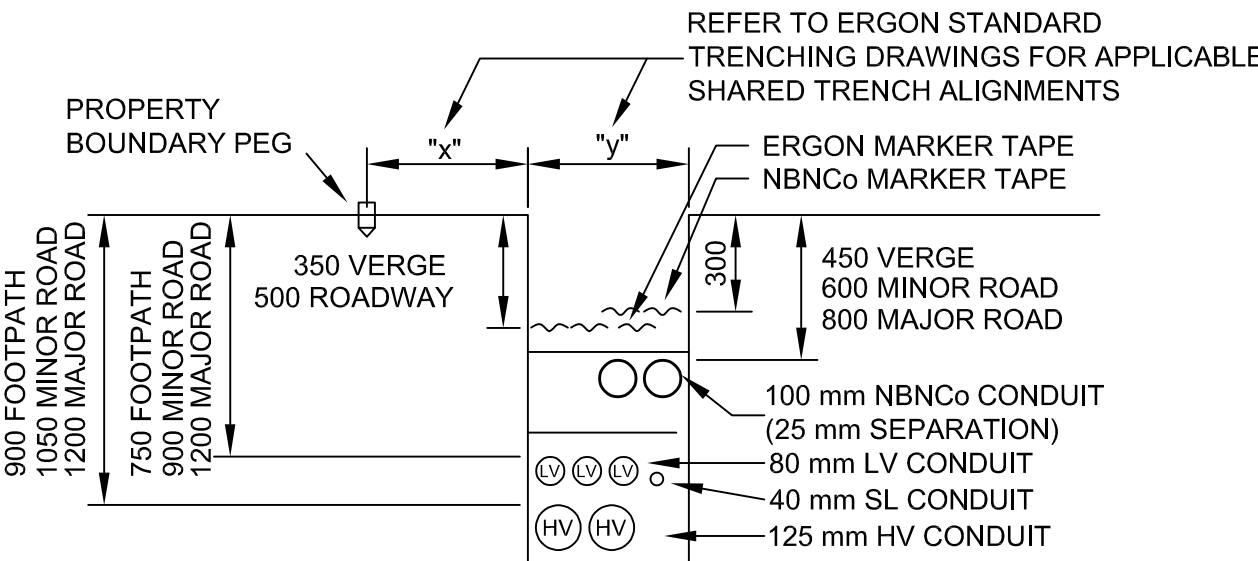 REFER TO ERGON STANDARD
TRENCHING DRAWINGS FOR APPLICABLE
SHARED TRENCH ALIGNMENTS
PROPERTY
BOUNDARY PEG
"x"
"y"
ERGON MARKER TAPE
NBNCo MARKER TAPE
900 FOOTPATH
1050 MINOR ROAD
1200 MAJOR ROAD
750 FOOTPATH
900 MINOR ROAD
1200 MAJOR ROAD
350 VERGE
500 ROADWAY
300
450 VERGE
600 MINOR ROAD
800 MAJOR ROAD
100 mm NBNCo CONDUIT
(25 mm SEPARATION)
LV LV LV
80 mm LV CONDUIT
40 mm SL CONDUIT
HV HV
125 mm HV CONDUIT